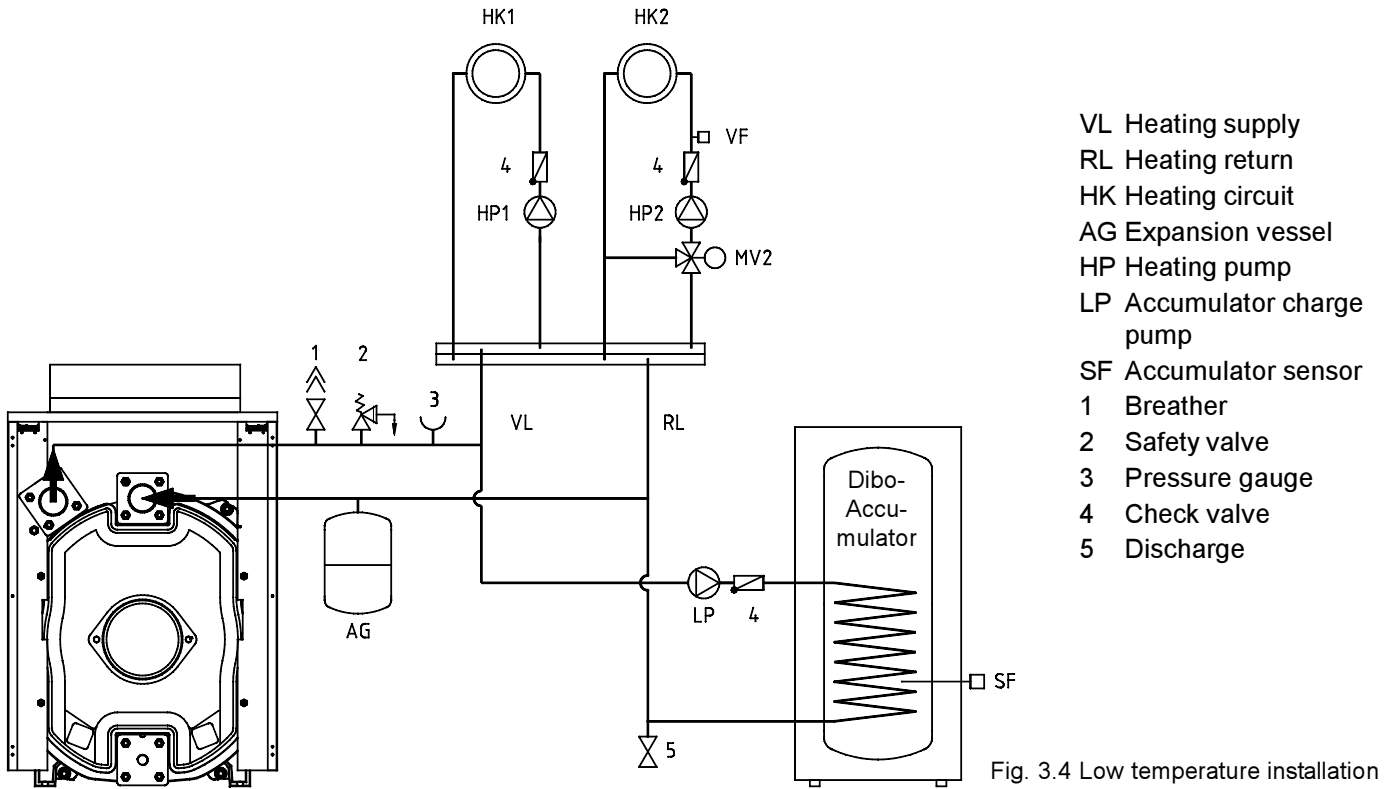 HK1
HK2
VF
4
4
HP1
HP2
MV2
1
2
3
VL
RL
Dibo-
Accu-
mulator
AG
LP
4
SF
5
VL Heating supply
RL Heating return
HK Heating circuit
AG Expansion vessel
HP Heating pump
LP Accumulator charge
pump
SF Accumulator sensor
1 Breather
2 Safety valve
3 Pressure gauge
4 Check valve
5 Discharge
Fig. 3.4 Low temperature installation